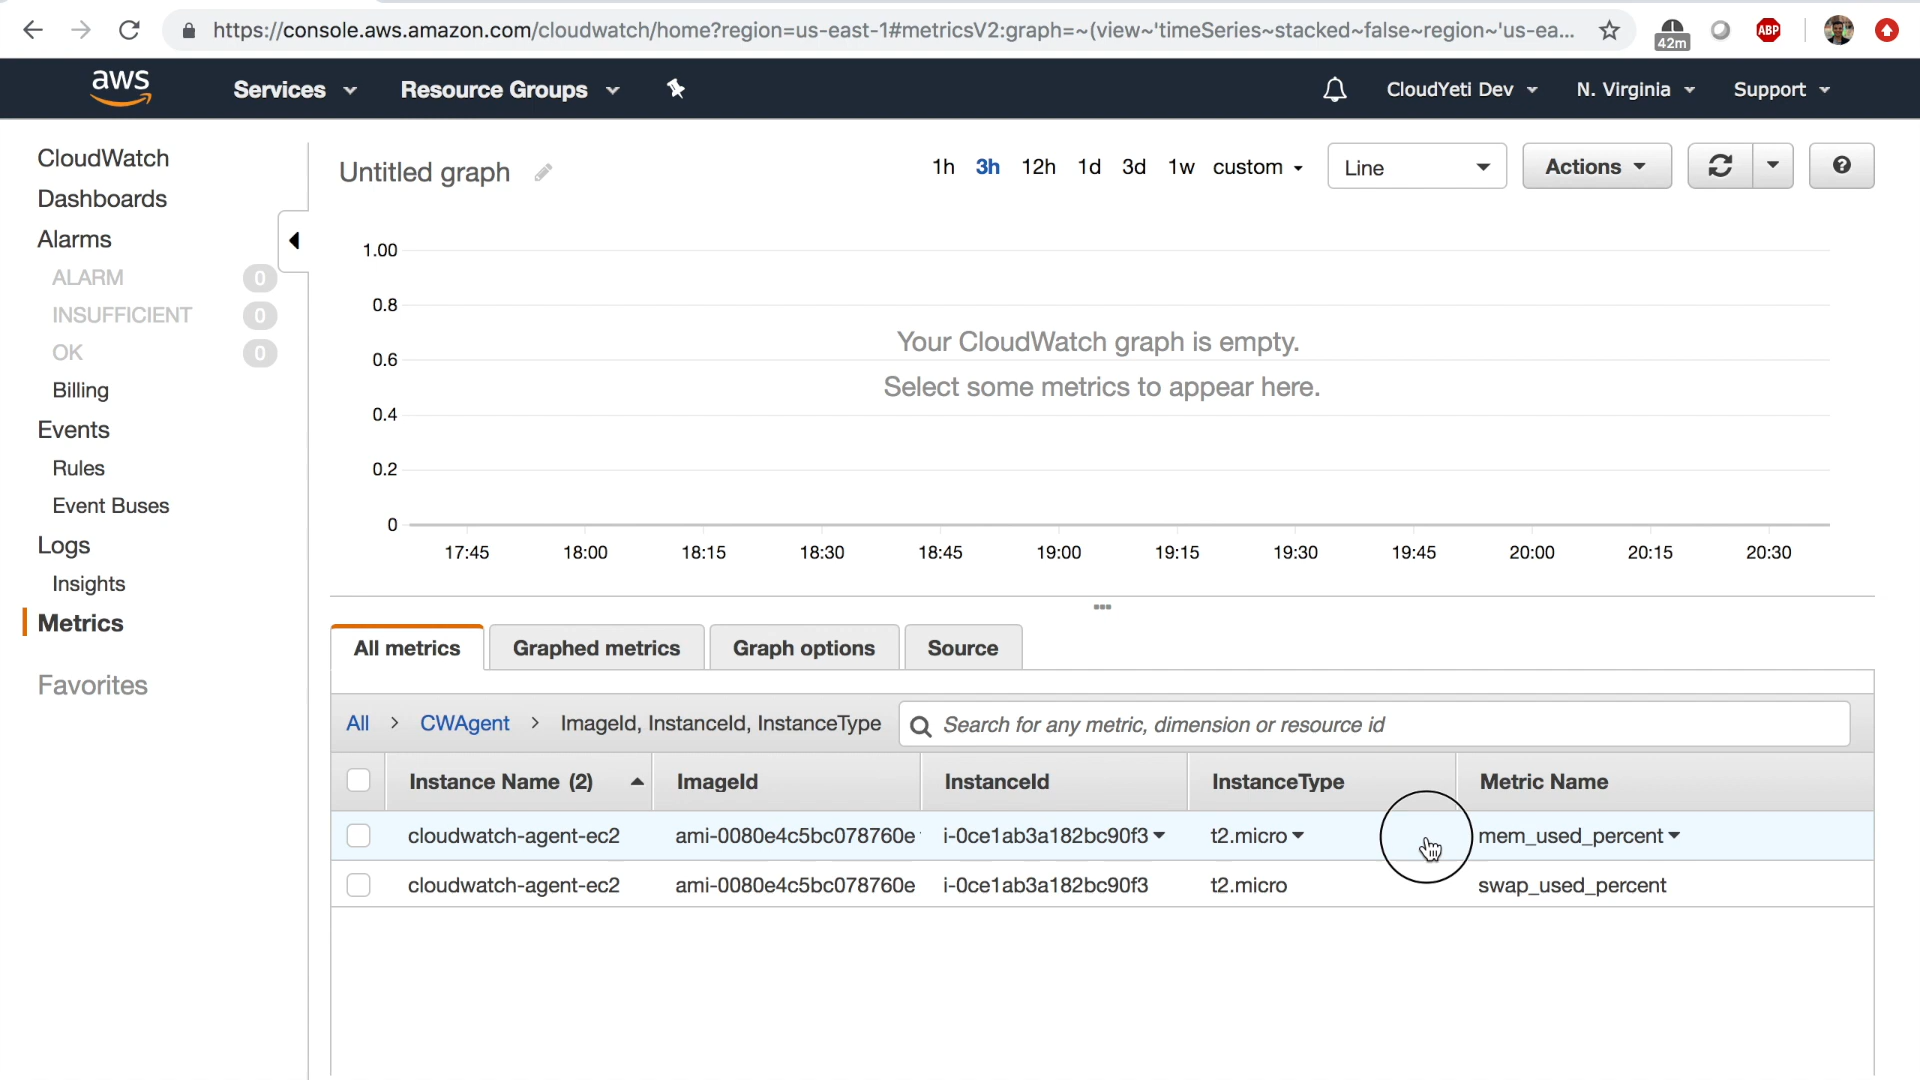 https://console.aws.amazon.com/cloudwatch/home?region=us-east-1#metricsV2:graph=~(view~'timeSeries~stacked~false~region~'us-ea...
42m
ABP
aws
Services
Resource Groups
CloudYeti Dev
N. Virginia
Support
CloudWatch
Dashboards
Alarms
ALARM 0
INSUFFICIENT 0
OK 0
Billing
Events
Rules
Event Buses
Logs
Insights
Metrics
Favorites
Untitled graph
1h 3h 12h 1d 3d 1w custom
Line
Actions
?
1.00
0.8
0.6
0.4
0.2
0
Your CloudWatch graph is empty.
Select some metrics to appear here.
17:45 18:00 18:15 18:30 18:45 19:00 19:15 19:30 19:45 20:00 20:15 20:30
All metrics
Graphed metrics
Graph options
Source
All > CWAgent > ImageId, InstanceId, InstanceType
Search for any metric, dimension or resource id
Instance Name (2) ImageId InstanceId InstanceType Metric Name
cloudwatch-agent-ec2 ami-0080e4c5bc078760e i-0ce1ab3a182bc90f3 t2.micro mem_used_percent
cloudwatch-agent-ec2 ami-0080e4c5bc078760e i-0ce1ab3a182bc90f3 t2.micro swap_used_percent